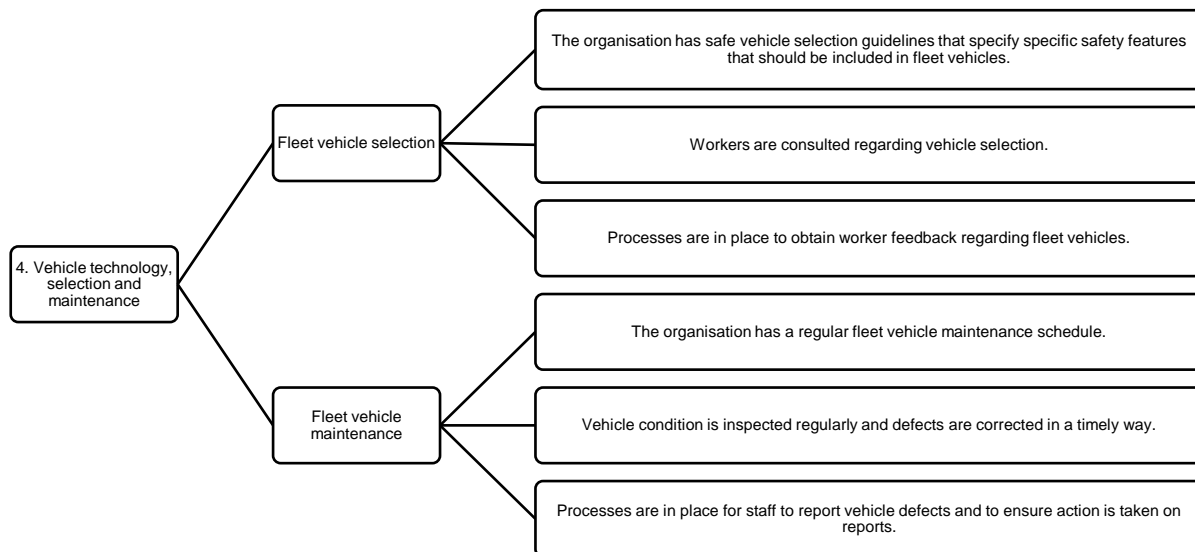 4. Vehicle technology,
selection and
maintenance
Fleet vehicle selection
The organisation has safe vehicle selection guidelines that specify specific safety features
that should be included in fleet vehicles.
Workers are consulted regarding vehicle selection.
Processes are in place to obtain worker feedback regarding fleet vehicles.
Fleet vehicle
maintenance
The organisation has a regular fleet vehicle maintenance schedule.
Vehicle condition is inspected regularly and defects are corrected in a timely way.
Processes are in place for staff to report vehicle defects and to ensure action is taken on
reports.